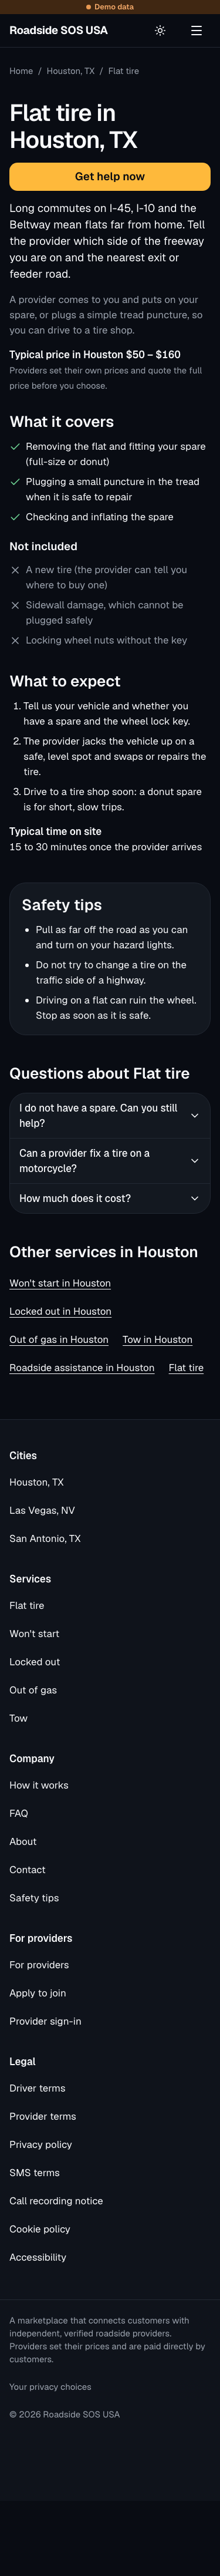 Demo data
Roadside SOS USA
Home / Houston, TX / Flat tire
Flat tire in
Houston, TX
Get help now
Long commutes on I-45, I-10 and the
Beltway mean flats far from home. Tell
the provider which side of the freeway
you are on and the nearest exit or
feeder road.
A provider comes to you and puts on your
spare, or plugs a simple tread puncture, so
you can drive to a tire shop.
Typical price in Houston $50 – $160
Providers set their own prices and quote the full
price before you choose.
What it covers
Removing the flat and fitting your spare
(full-size or donut)
Plugging a small puncture in the tread
when it is safe to repair
Checking and inflating the spare
Not included
A new tire (the provider can tell you
where to buy one)
Sidewall damage, which cannot be
plugged safely
Locking wheel nuts without the key
What to expect
1. Tell us your vehicle and whether you
have a spare and the wheel lock key.
2. The provider jacks the vehicle up on a
safe, level spot and swaps or repairs the
tire.
3. Drive to a tire shop soon: a donut spare
is for short, slow trips.
Typical time on site
15 to 30 minutes once the provider arrives
Safety tips
• Pull as far off the road as you can
and turn on your hazard lights.
• Do not try to change a tire on the
traffic side of a highway.
• Driving on a flat can ruin the wheel.
Stop as soon as it is safe.
Questions about Flat tire
I do not have a spare. Can you still
help?
Can a provider fix a tire on a
motorcycle?
How much does it cost?
Other services in Houston
Won't start in Houston
Locked out in Houston
Out of gas in Houston Tow in Houston
Roadside assistance in Houston Flat tire
Cities
Houston, TX
Las Vegas, NV
San Antonio, TX
Services
Flat tire
Won't start
Locked out
Out of gas
Tow
Company
How it works
FAQ
About
Contact
Safety tips
For providers
For providers
Apply to join
Provider sign-in
Legal
Driver terms
Provider terms
Privacy policy
SMS terms
Call recording notice
Cookie policy
Accessibility
A marketplace that connects customers with
independent, verified roadside providers.
Providers set their prices and are paid directly by
customers.
Your privacy choices
© 2026 Roadside SOS USA